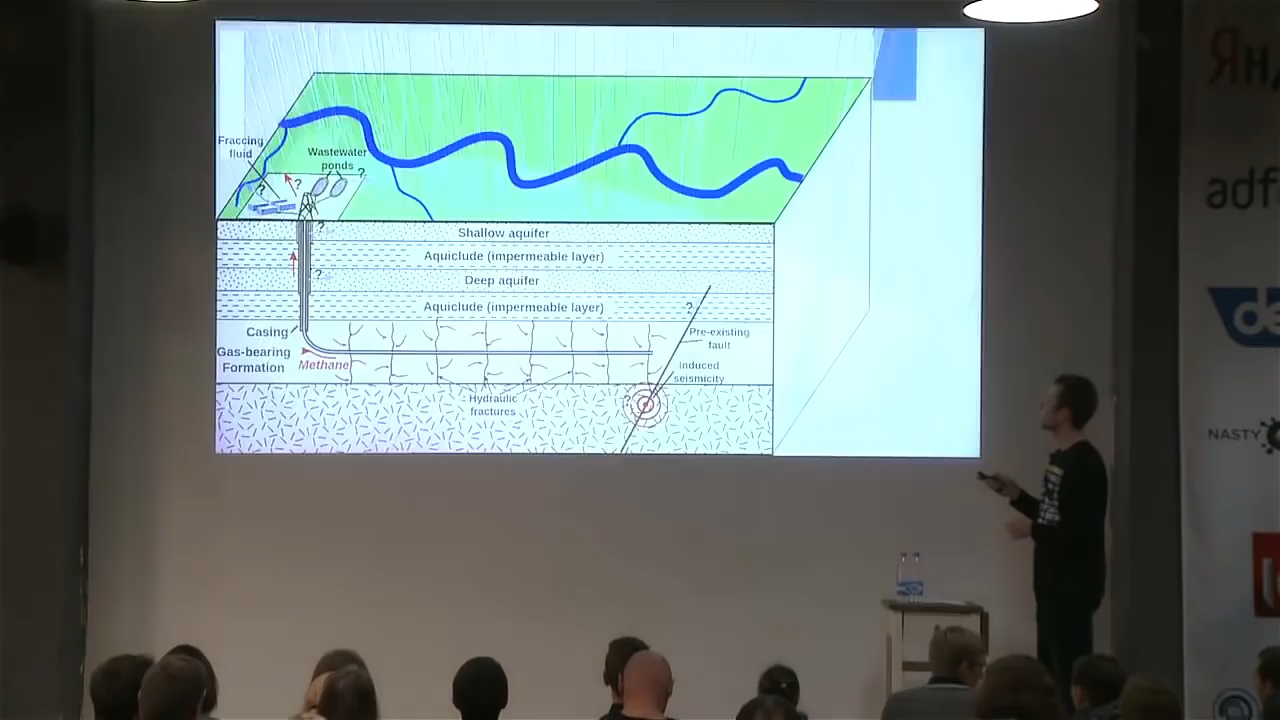 Fraccing
fluid
Wastewater
ponds
?
?
?
?
?
Shallow aquifer
Aquiclude (impermeable layer)
Deep aquifer
Aquiclude (impermeable layer)
?
Casing
Pre-existing
fault
Gas-bearing
Formation
Methane
Induced
seismicity
Hydraulic
fractures
?
Ян
adf
de
NASTY